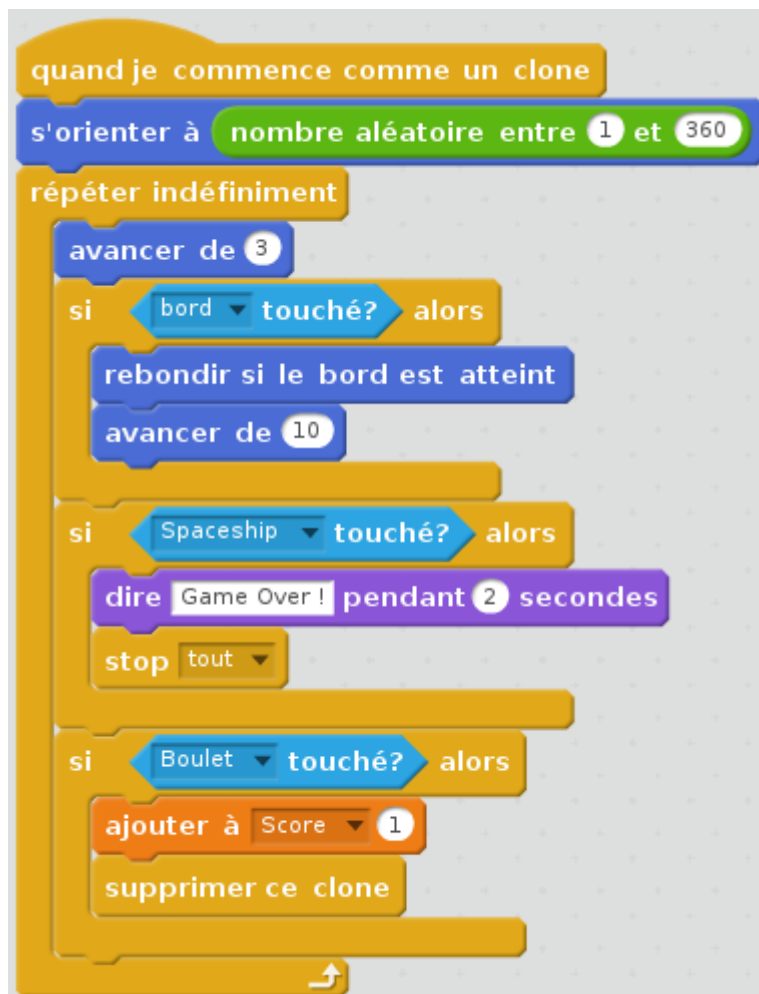 quand je commence comme un clone
s'orienter à nombre aléatoire entre 1 et 360
répéter indéfiniment
avancer de 3
si bord touché? alors
rebondir si le bord est atteint
avancer de 10
si Spaceship touché? alors
dire Game Over ! pendant 2 secondes
stop tout
si Boulet touché? alors
ajouter à Score 1
supprimer ce clone